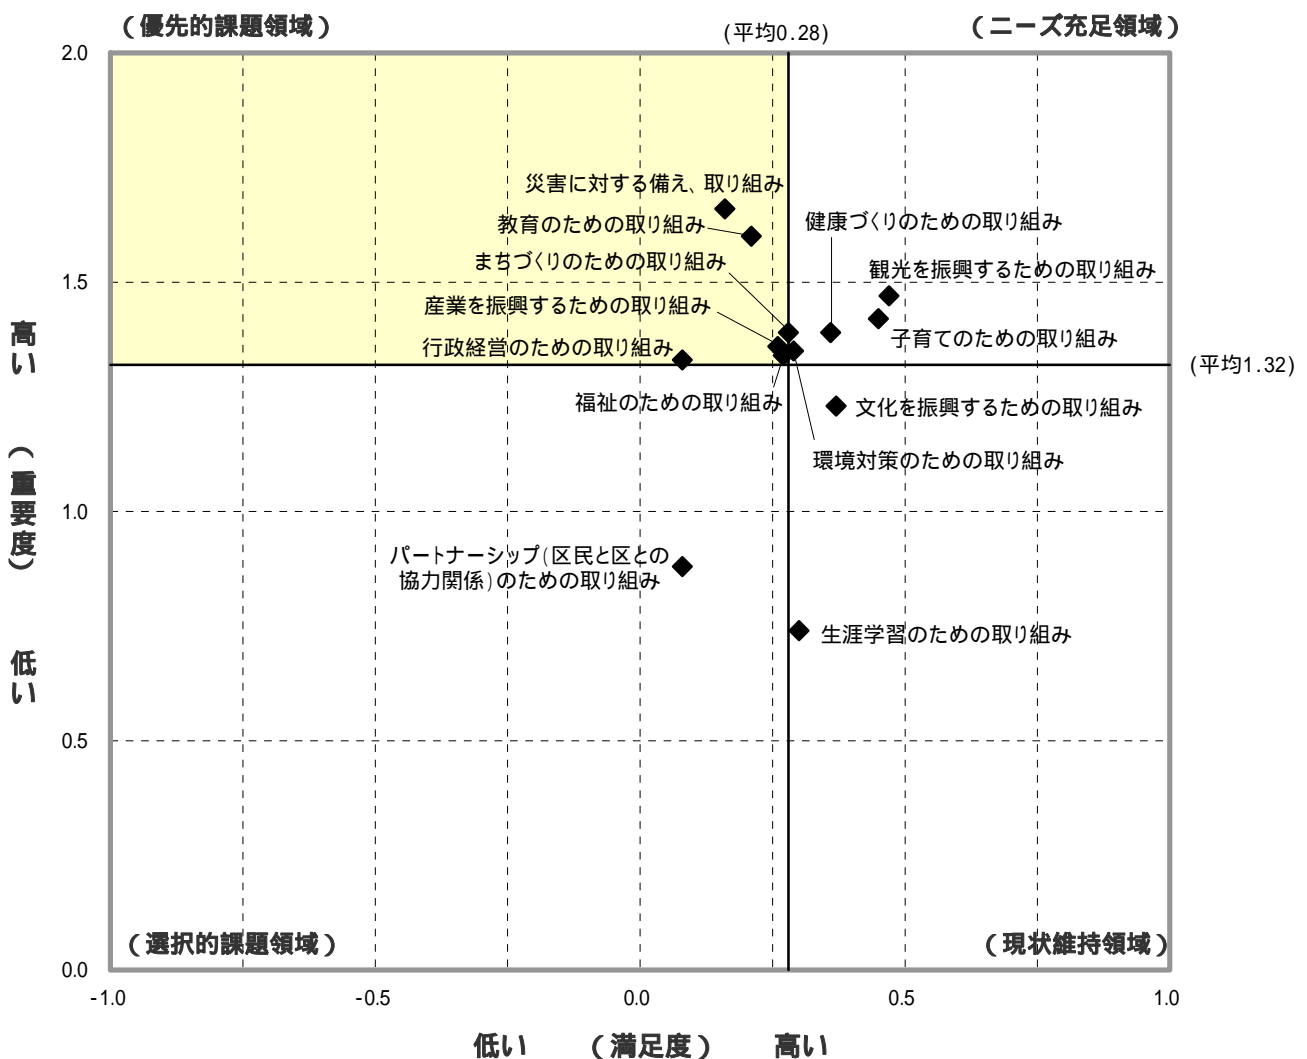 (優先的課題領域)
(平均0.28)
(ニーズ充足領域)
2.0
災害に対する備え、取り組み
教育のための取り組み
健康づくりのための取り組み
まちづくりのための取り組み
観光を振興するための取り組み
1.5
産業を振興するための取り組み
子育てのための取り組み
行政経営のための取り組み
(平均1.32)
福祉のための取り組み
文化を振興するための取り組み
環境対策のための取り組み
高い
(重要度)
低い
1.0
パートナーシップ(区民と区との
協力関係)のための取り組み
生涯学習のための取り組み
0.5
(選択的課題領域)
(現状維持領域)
0.0
-1.0
-0.5
0.0
0.5
1.0
低い (満足度) 高い